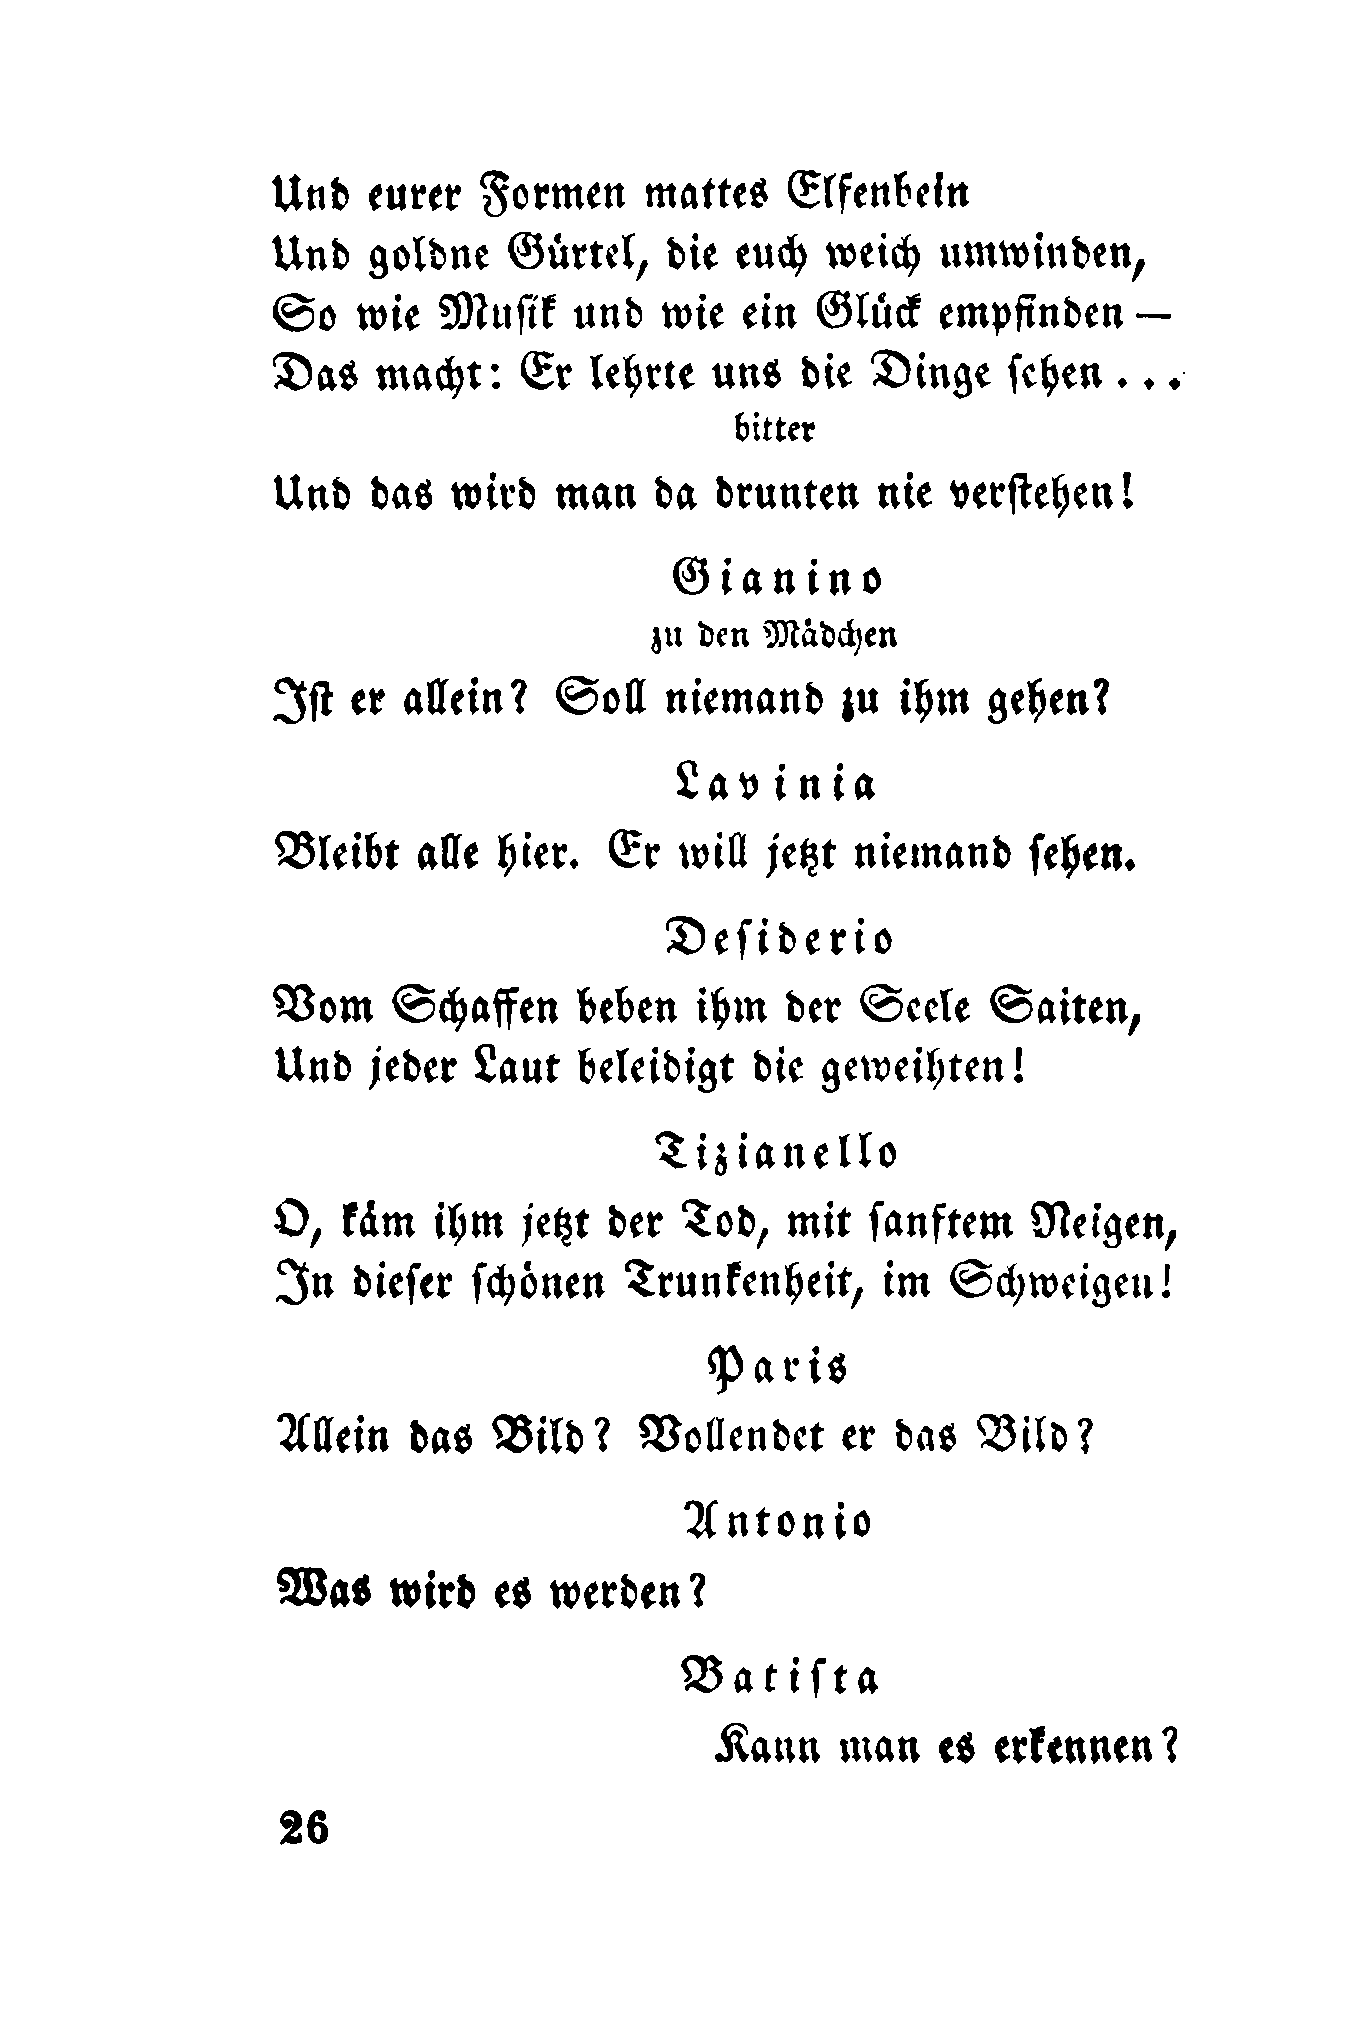 Und eurer Formen mattes Elfenbein
Und goldne Gürtel, die euch weich umwinden,
So wie Muſik und wie ein Glück empfinden —
Das macht: Er lehrte uns die Dinge ſehen . . .
bitter
Und das wird man da drunten nie verſtehen!
Gianino
zu den Mädchen
Iſt er allein? Soll niemand zu ihm gehen?
Lavinia
Bleibt alle hier. Er will jetzt niemand ſehen.
Deſiderio
Vom Schaffen beben ihm der Seele Saiten,
Und jeder Laut beleidigt die geweihten!
Tizianello
O, käm ihm jetzt der Tod, mit ſanftem Neigen,
In dieſer ſchönen Trunkenheit, im Schweigen!
Paris
Allein das Bild? Vollendet er das Bild?
Antonio
Was wird es werden?
Batiſta
Kann man es erkennen?
26